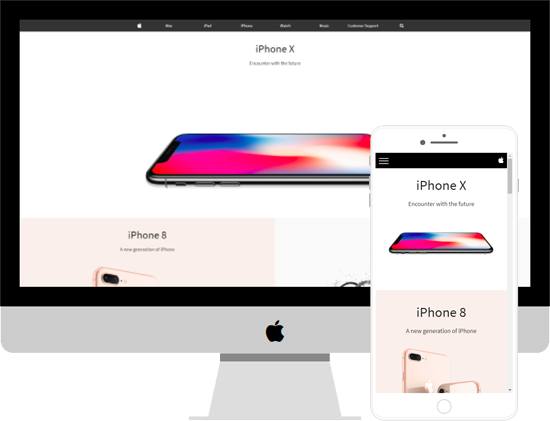 Mac iPad iPhone Watch Music Customer Support
iPhone X
Encounter with the future
iPhone 8
A new generation of iPhone
iPhone X
Encounter with the future
iPhone 8
A new generation of iPhone